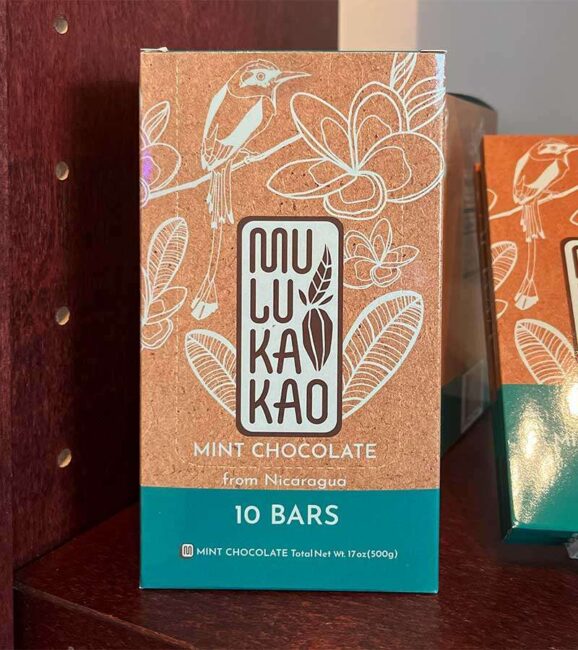 MU
LU
KA
KAO
MINT CHOCOLATE
from Nicaragua
10 BARS
M MINT CHOCOLATE Total Net Wt. 17oz(500g)